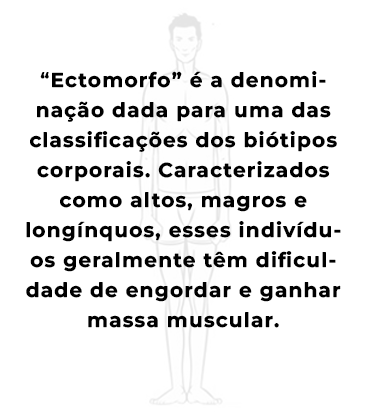 “Ectomorfo” é a denomi-
nação dada para uma das
classificações dos biótipos
corporais. Caracterizados
como altos, magros e
longínquos, esses indivídu-
os geralmente têm dificul-
dade de engordar e ganhar
massa muscular.